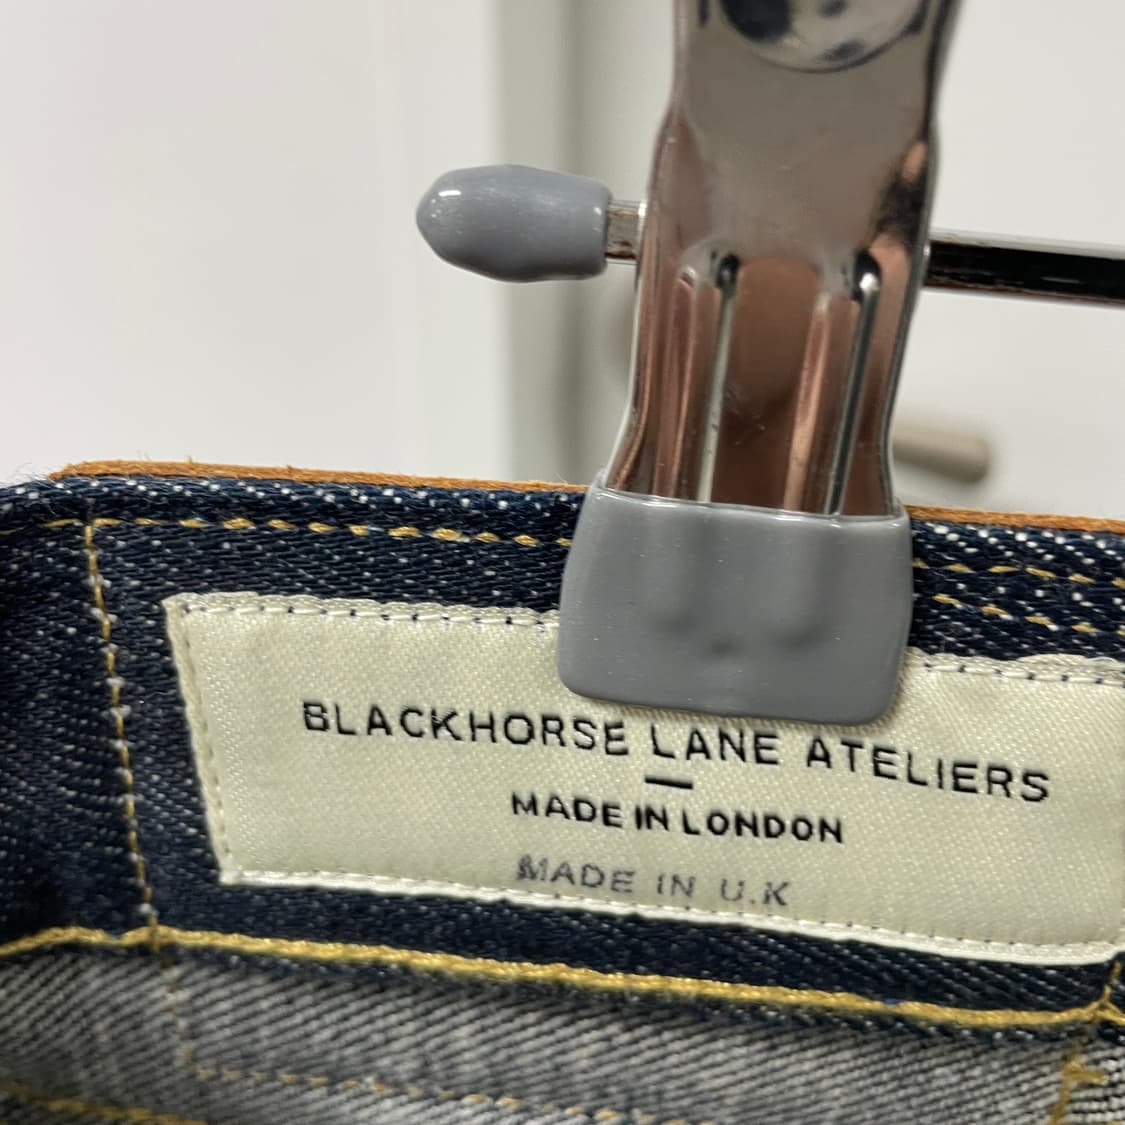 BLACKHORSE LANE ATELIERS
MADE IN LONDON
MADE IN U.K